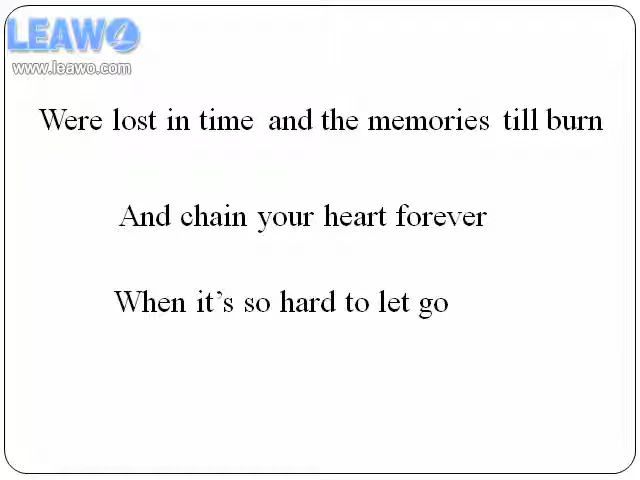 LEAWO
www.leawo.com
Were lost in time and the memories till burn
And chain your heart forever
When it's so hard to let go